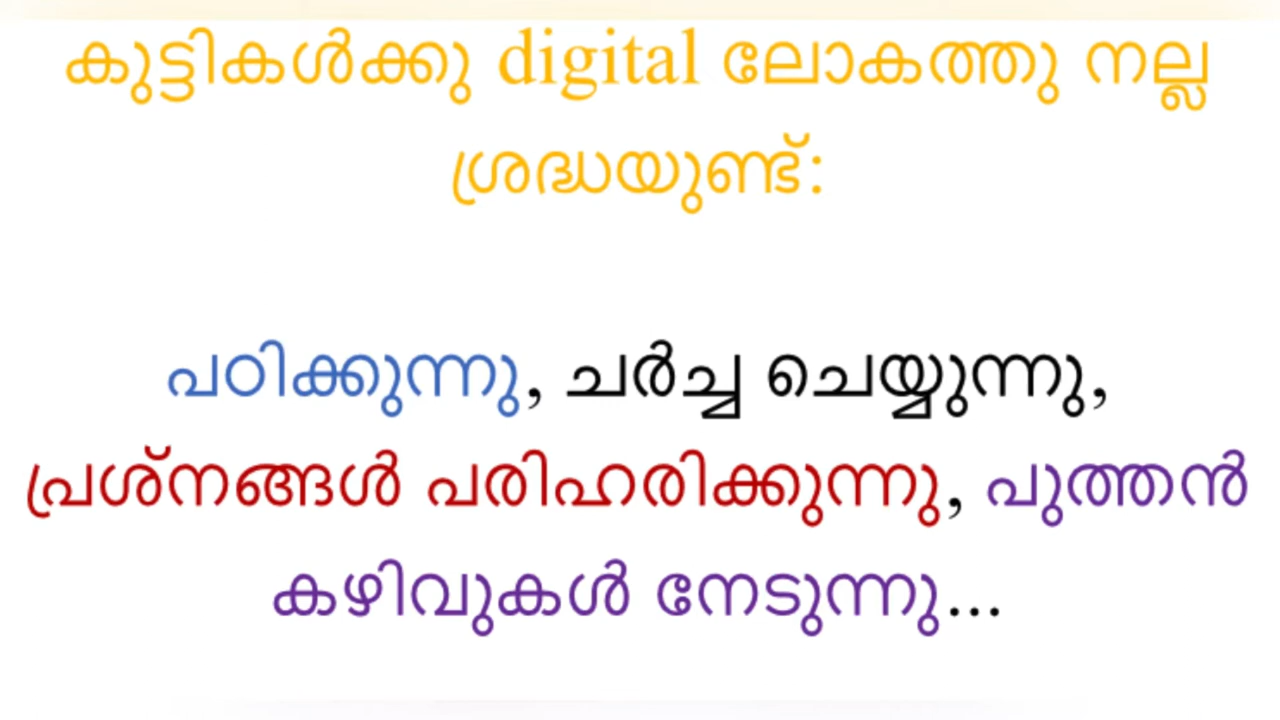 കുട്ടികൾക്കു digital ലോകത്തു നല്ല
ശ്രദ്ധയുണ്ട്:
പഠിക്കുന്നു, ചർച്ച ചെയ്യുന്നു,
പ്രശ്നങ്ങൾ പരിഹരിക്കുന്നു, പുത്തൻ
കഴിവുകൾ നേടുന്നു...